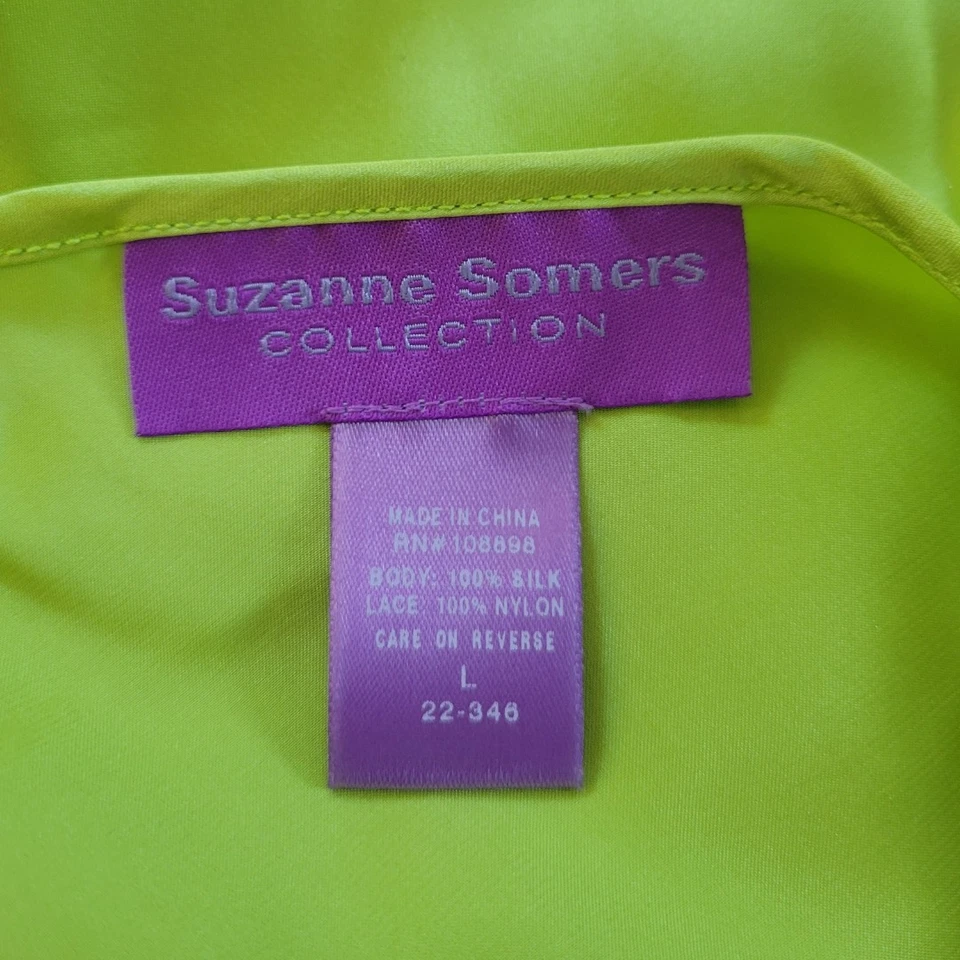 Suzanne Somers
COLLECTION
MADE IN CHINA
RN#108898
BODY: 100% SILK
LACE: 100% NYLON
CARE ON REVERSE
L
22-346